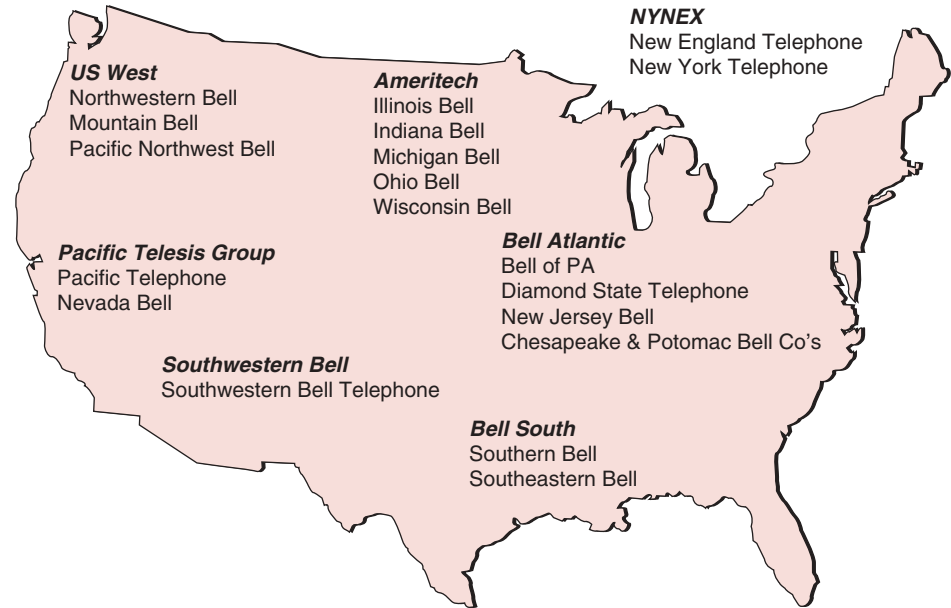 NYNEX
New England Telephone
New York Telephone
US West
Northwestern Bell
Mountain Bell
Pacific Northwest Bell
Ameritech
Illinois Bell
Indiana Bell
Michigan Bell
Ohio Bell
Wisconsin Bell
Pacific Telesis Group
Pacific Telephone
Nevada Bell
Bell Atlantic
Bell of PA
Diamond State Telephone
New Jersey Bell
Chesapeake & Potomac Bell Co's
Southwestern Bell
Southwestern Bell Telephone
Bell South
Southern Bell
Southeastern Bell